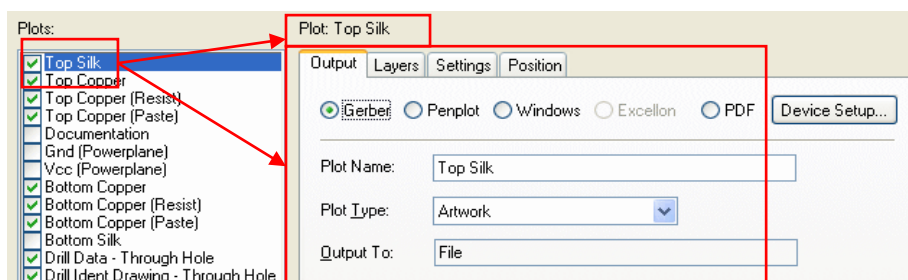 Plots:
Top Silk
Top Copper
Top Copper (Resist)
Top Copper (Paste)
Documentation
Gnd (Powerplane)
Vcc (Powerplane)
Bottom Copper
Bottom Copper (Resist)
Bottom Copper (Paste)
Bottom Silk
Drill Data - Through Hole
Drill Ident Drawing - Through Hole
Plot: Top Silk
Output Layers Settings Position
Gerber Penplot Windows Excellon PDF Device Setup...
Plot Name: Top Silk
Plot Type: Artwork
Output To: File